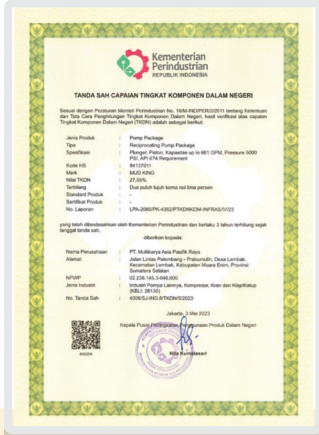 Kementerian
Perindustrian
REPUBLIK INDONESIA
TANDA SAH CAPAIAN TINGKAT KOMPONEN DALAM NEGERI
Sesuai dengan Peraturan Menteri Perindustrian No. 16/M-IND/PER/2/2011 tentang Ketentuan
dan Tata Cara Penghitungan Tingkat Komponen Dalam Negeri, hasil verifikasi atas capaian
Tingkat Komponen Dalam Negeri (TKDN) adalah sebagai berikut:
Jenis Produk : Pump Package
Tipe : Reciprocating Pump Package
Spesifikasi : Plunger, Piston, Kapasitas up to 681 GPM, Pressure 5000
PSI, API 674 Requirement
Kode HS : 84137011
Merk : MUD KING
Nilai TKDN : 27,05%
Terbilang : Dua puluh tujuh koma nol lima persen
Standard Produk : -
Sertifikat Produk : -
No. Laporan : LPA-2060/PK-4352/PTKDNKOM-INFRAS/IV/23
yang telah ditandasahkan oleh Kementerian Perindustrian dan berlaku 3 tahun terhitung sejak
tanggal tanda sah,
diberikan kepada:
Nama Perusahaan : PT. Multikarya Asia Pasifik Raya
Alamat : Jalan Lintas Palembang - Prabumulih, Desa Lembak,
Kecamatan Lembak, Kabupaten Muara Enim, Provinsi
Sumatera Selatan
NPWP : 02.238.145.3-046.000
Jenis Industri : Industri Pompa Lainnya, Kompresor, Kran dan Klep/Katup
(KBLI: 28130)
No. Tanda Sah : 4006/SJ-IND.8/TKDN/5/2023
Jakarta, 3 Mei 2023
Kepala Pusat Peningkatan Penggunaan Produk Dalam Negeri
Nila Kumalasari